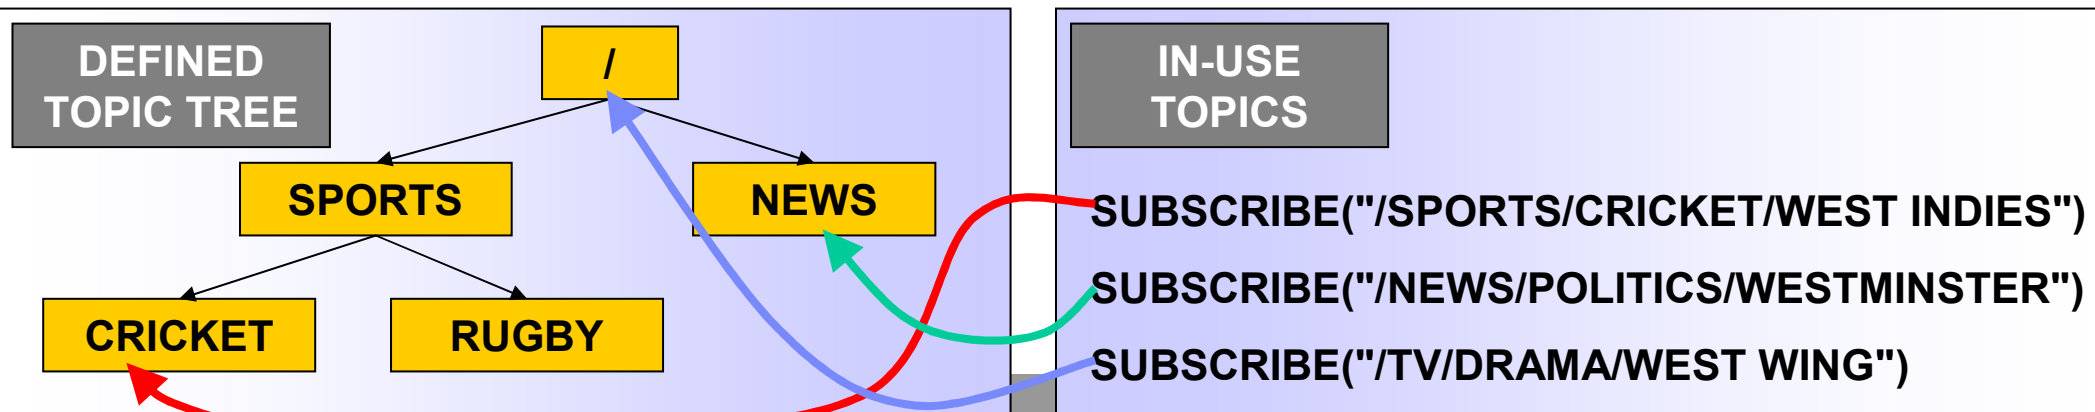 DEFINED
TOPIC TREE
/
SPORTS
NEWS
CRICKET
RUGBY
IN-USE
TOPICS
SUBSCRIBE("/SPORTS/CRICKET/WEST INDIES")
SUBSCRIBE("/NEWS/POLITICS/WESTMINSTER")
SUBSCRIBE("/TV/DRAMA/WEST WING")